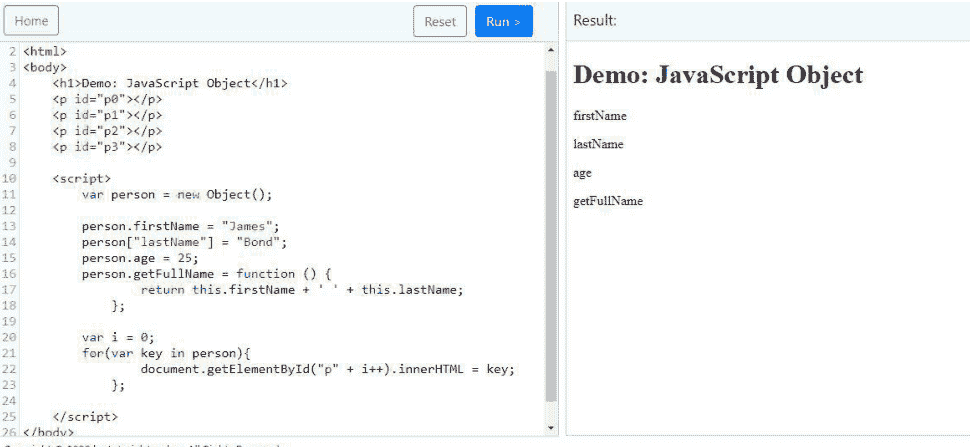 Home
Reset
Run >
2 <html>
3 <body>
4 <h1>Demo: JavaScript Object</h1>
5 <p id="p0"></p>
6 <p id="p1"></p>
7 <p id="p2"></p>
8 <p id="p3"></p>
9
10 <script>
11 var person = new Object();
12
13 person.firstName = "James";
14 person["lastName"] = "Bond";
15 person.age = 25;
16 person.getFullName = function () {
17 return this.firstName + ' ' + this.lastName;
18 };
19
20 var i = 0;
21 for(var key in person){
22 document.getElementById("p" + i++).innerHTML = key;
23 };
24
25 </script>
26 </body>
Result:
Demo: JavaScript Object
firstName
lastName
age
getFullName